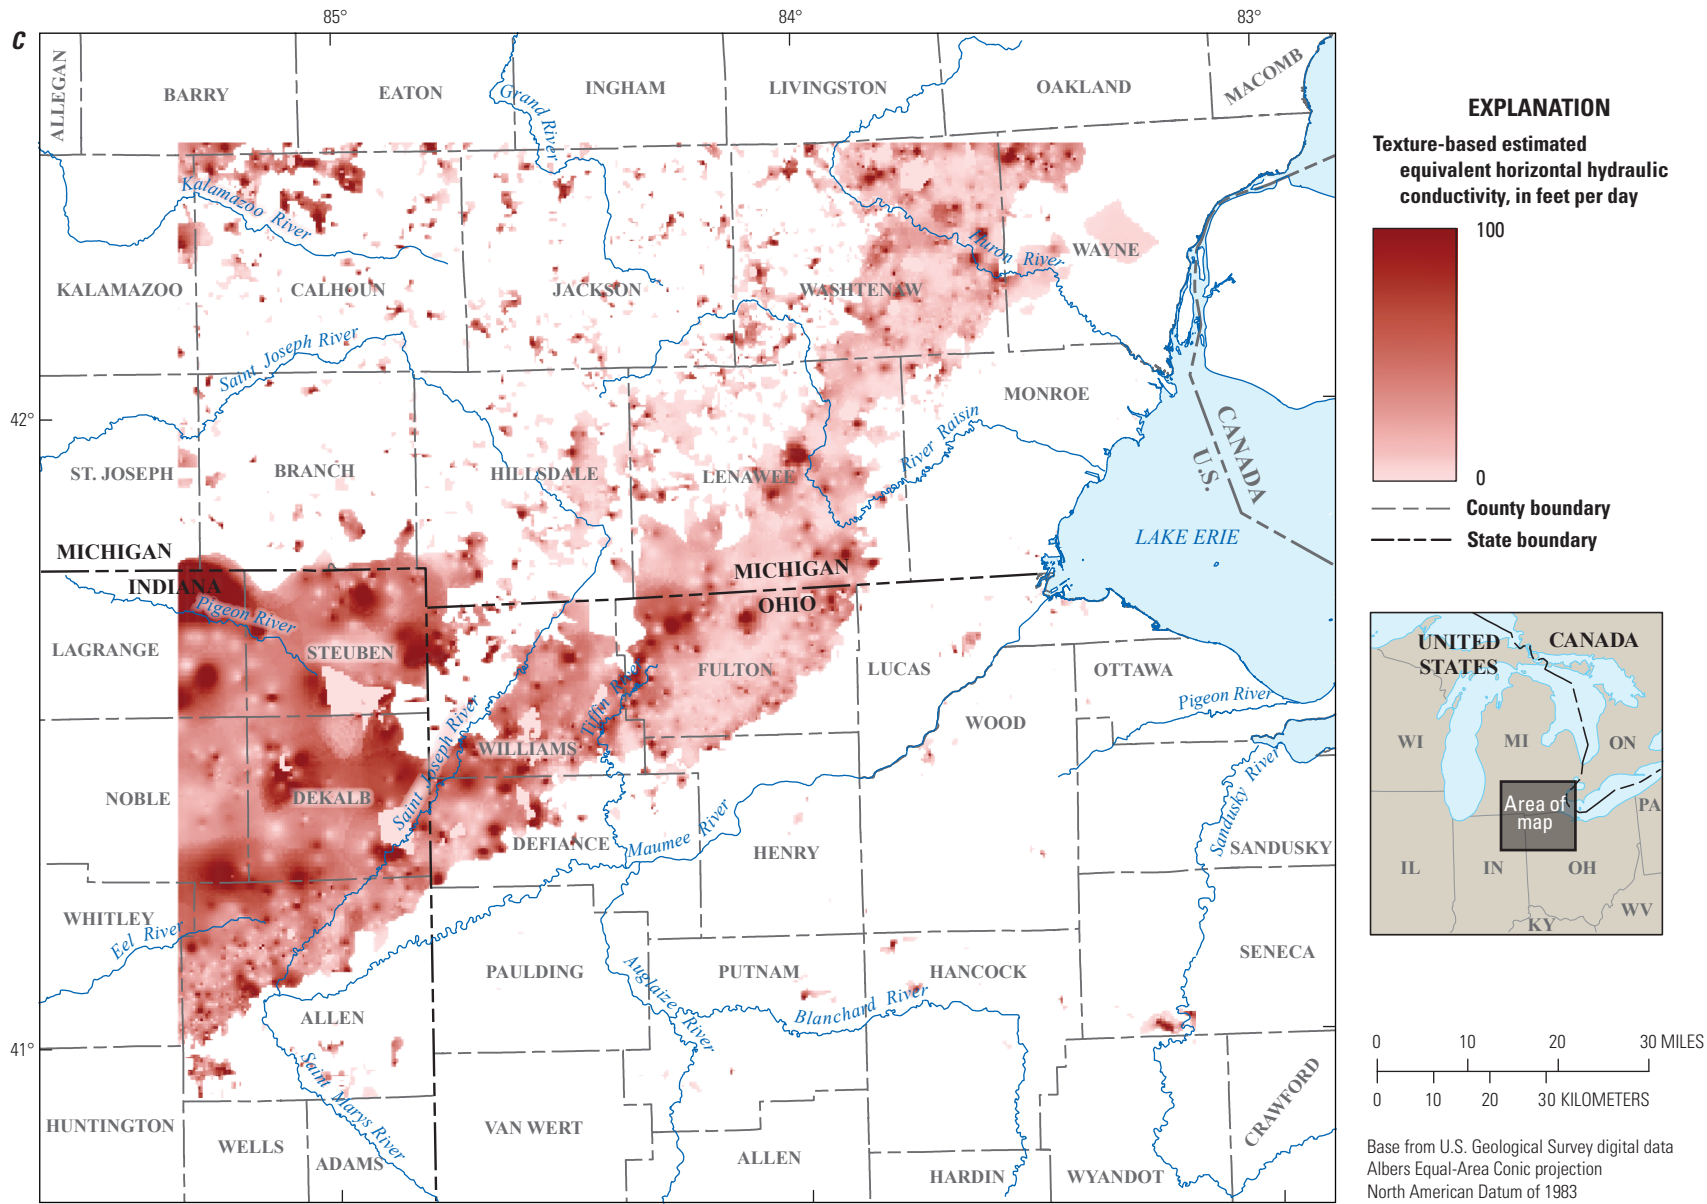 C
85°
84°
83°
42°
41°
ALLEGAN
BARRY
EATON
INGHAM
LIVINGSTON
OAKLAND
MACOMB
Grand River
Kalamazoo River
Huron River
WAYNE
KALAMAZOO
CALHOUN
JACKSON
WASHTENAW
Saint Joseph River
MONROE
River Raisin
CANADA
U.S.
ST. JOSEPH
BRANCH
HILLSDALE
LENAWEE
LAKE ERIE
MICHIGAN
INDIANA
MICHIGAN
OHIO
Pigeon River
LAGRANGE
STEUBEN
FULTON
LUCAS
OTTAWA
Pigeon River
Tiffin River
WOOD
WILLIAMS
Saint Joseph River
NOBLE
DEKALB
DEFIANCE
Maumee River
HENRY
Sandusky River
SANDUSKY
WHITLEY
Eel River
SENECA
PAULDING
PUTNAM
HANCOCK
Auglaize River
Blanchard River
ALLEN
Saint Marys River
HUNTINGTON
WELLS
ADAMS
VAN WERT
ALLEN
HARDIN
WYANDOT
CRAWFORD
EXPLANATION
Texture-based estimated
equivalent horizontal hydraulic
conductivity, in feet per day
100
0
County boundary
State boundary
UNITED
STATES
CANADA
WI
MI
ON
PA
Area of
map
IL
IN
OH
WV
KY
0 10 20 30 MILES
0 10 20 30 KILOMETERS
Base from U.S. Geological Survey digital data
Albers Equal-Area Conic projection
North American Datum of 1983